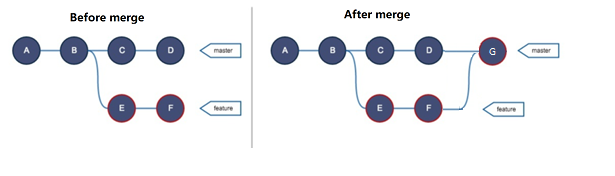 Before merge
A B C D master
E F feature
After merge
A B C D G master
E F feature